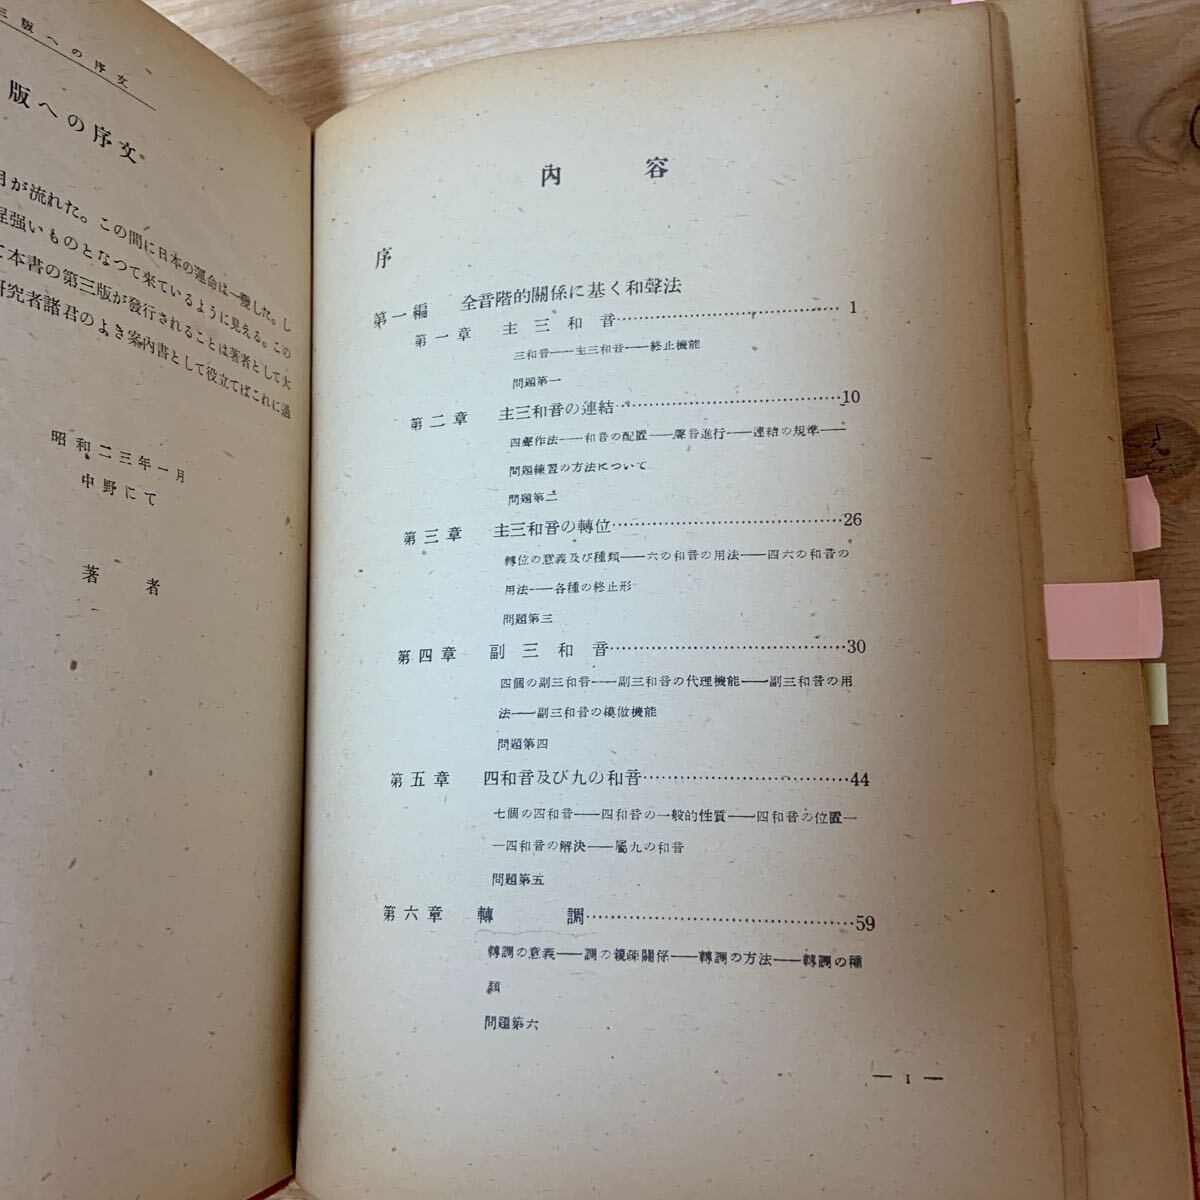 三版への序文
版への序文
月が流れた。この間に日本の運命は一變した。し
强いものとなつて来ているように見える。この
て本書の第三版が發行されることは著者として大
研究者諸君のよき案內書として役立てばこれに過
昭和二三年一月
中野にて
著者
內容
序
第一編 全音階的關係に基く和聲法
第一章 主三和音……………………………1
三和音——主三和音——終止機能
問題第一
第二章 主三和音の連結……………………………10
四聲作法——和音の配置——聲音進行——連結の規準——
問題練習の方法について
問題第二
第三章 主三和音の轉位……………………………26
轉位の意義及び種類——六の和音の用法——四六の和音の
用法——各種の終止形
問題第三
第四章 副三和音……………………………30
四個の副三和音——副三和音の代理機能——副三和音の用
法——副三和音の模倣機能
問題第四
第五章 四和音及び九の和音……………………………44
七個の四和音——四和音の一般的性質——四和音の位置—
—四和音の解決——屬九の和音
問題第五
第六章 轉調……………………………59
轉調の意義——調の親疎關係——轉調の方法——轉調の種
類
問題第六
— I —